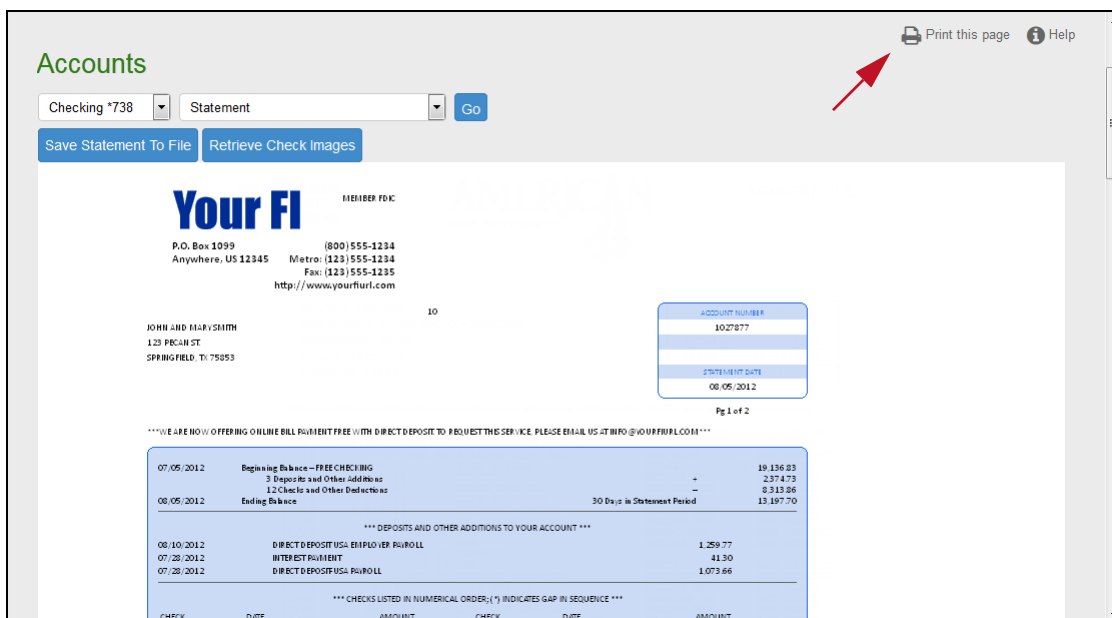 Print this page Help
Accounts
Checking *738 Statement Go
Save Statement To File Retrieve Check Images
Your FI MEMBER FDIC
P.O. Box 1099 (800) 555-1234
Anywhere, US 12345 Metro: (123) 555-1234
Fax: (123) 555-1235
http://www.yourfiurl.com
10
ACCOUNT NUMBER
JOHN AND MARY SMITH 1027877
123 PECAN ST.
SPRINGFIELD, TX 75853
STATEMENT DATE
08/05/2012
Pg 1 of 2
***WE ARE NOW OFFERING ONLINE BILL PAYMENT FREE WITH DIRECT DEPOSIT. TO REQUEST THIS SERVICE, PLEASE EMAIL US AT INFO@YOURFIURL.COM***
07/05/2012 Beginning Balance – FREE CHECKING 19,136.83
3 Deposits and Other Additions + 2,374.73
12 Checks and Other Deductions – 8,313.86
08/05/2012 Ending Balance 30 Days in Statement Period 13,197.70
*** DEPOSITS AND OTHER ADDITIONS TO YOUR ACCOUNT ***
08/10/2012 DIRECT DEPOSIT USA EMPLOYER PAYROLL 1,259.77
07/28/2012 INTEREST PAYMENT 41.30
07/28/2012 DIRECT DEPOSIT USA PAYROLL 1,073.66
*** CHECKS LISTED IN NUMERICAL ORDER; (*) INDICATES GAP IN SEQUENCE ***
CHECK DATE AMOUNT CHECK DATE AMOUNT